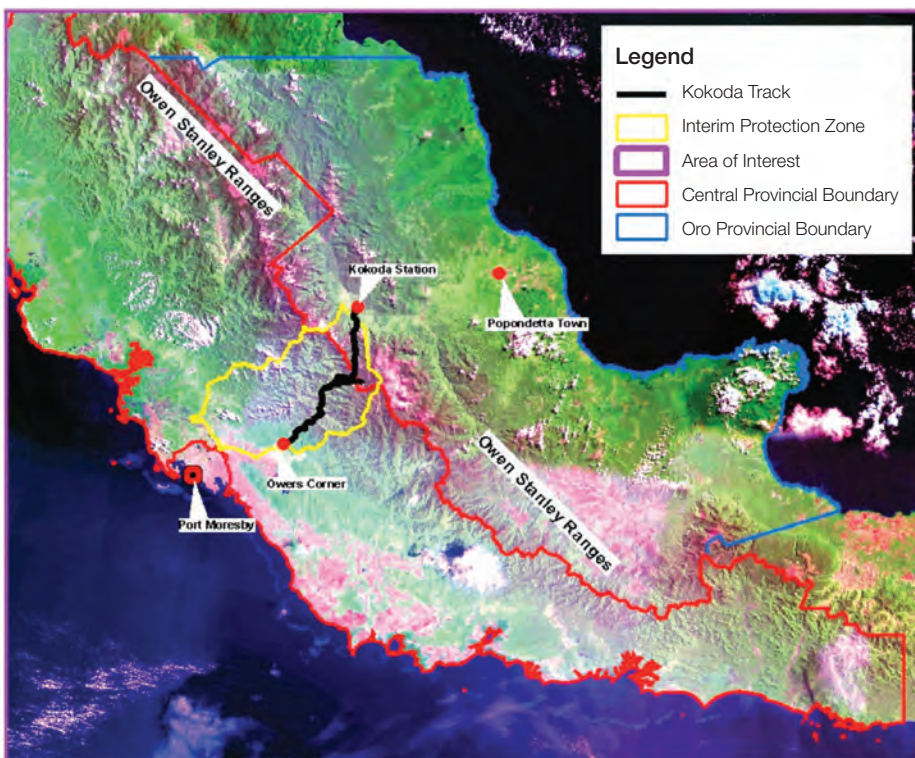 Legend
Kokoda Track
Interim Protection Zone
Area of Interest
Central Provincial Boundary
Oro Provincial Boundary
Owen Stanley Ranges
Kokoda Station
Popondetta Town
Owers Corner
Port Moresby
Owen Stanley Ranges